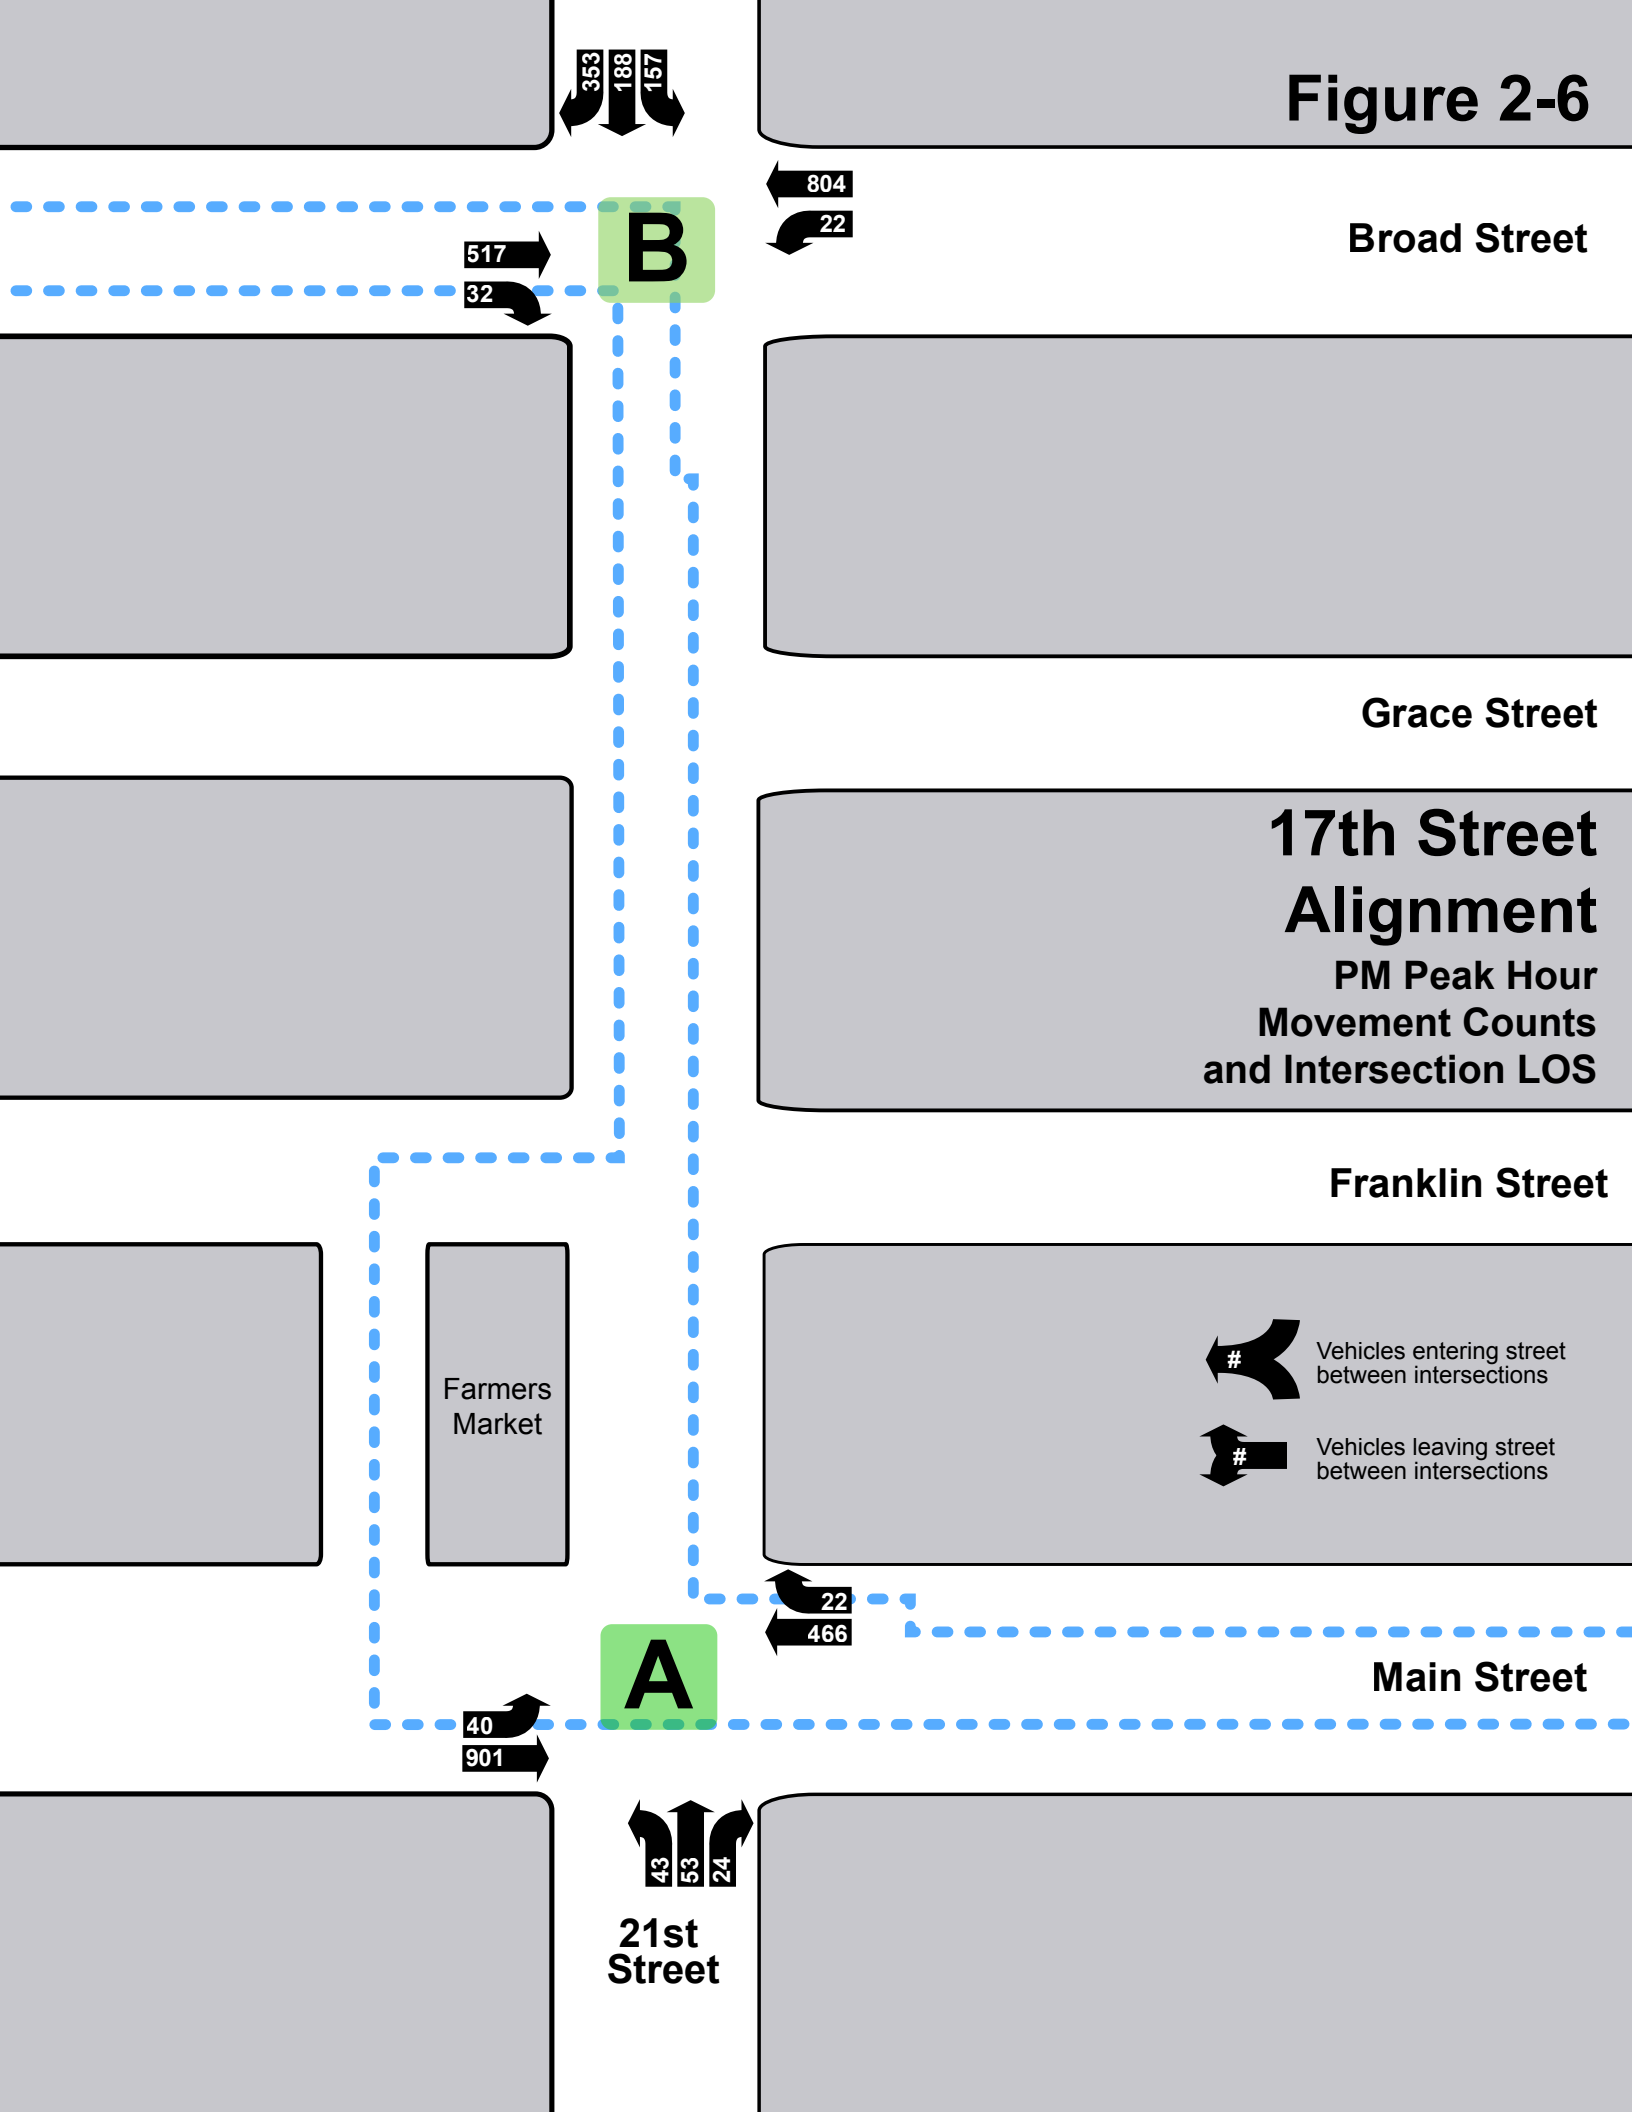 353
188
157
Figure 2-6
804
22
Broad Street
B
517
32
Grace Street
17th Street
Alignment
PM Peak Hour
Movement Counts
and Intersection LOS
Franklin Street
# Vehicles entering street
between intersections
Farmers
Market
# Vehicles leaving street
between intersections
22
466
A
Main Street
40
901
43
53
24
21st
Street